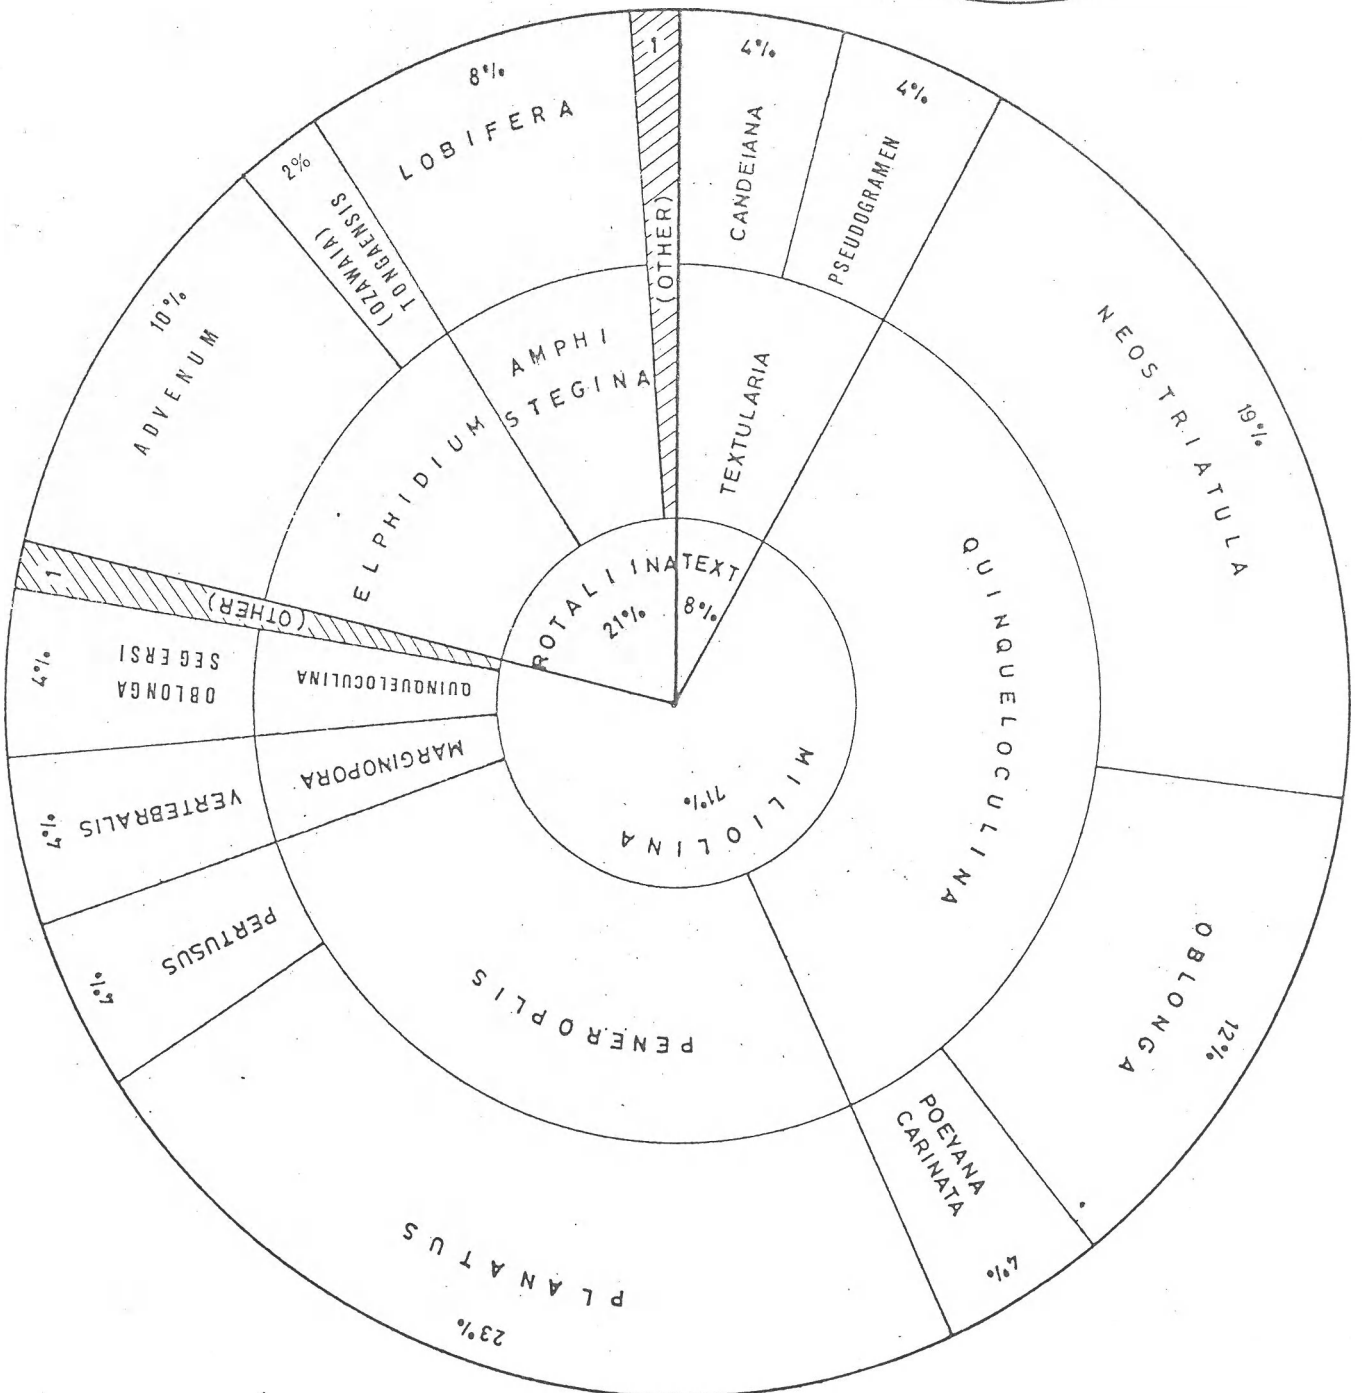 ROTALIINA
21%
TEXT
8%
MILIOLINA
71%
TEXTULARIA
CANDEIANA
4%
PSEUDOGRAMEN
4%
QUINQUELOCULINA
NEOSTRIATULA
19%
OBLONGA
12%
POEYANA
CARINATA
4%
PENEROPLIS
PLANATUS
23%
PERTUSUS
4%
MARGINOPORA
VERTEBRALIS
4%
QUINQUELOCULINA
OBLONGA
SEGERSI
4%
(OTHER)
1
ELPHIDIUM
ADVENUM
10%
(OZAWAIA)
TONGAENSIS
2%
AMPHI
STEGINA
LOBIFERA
8%
(OTHER)
1